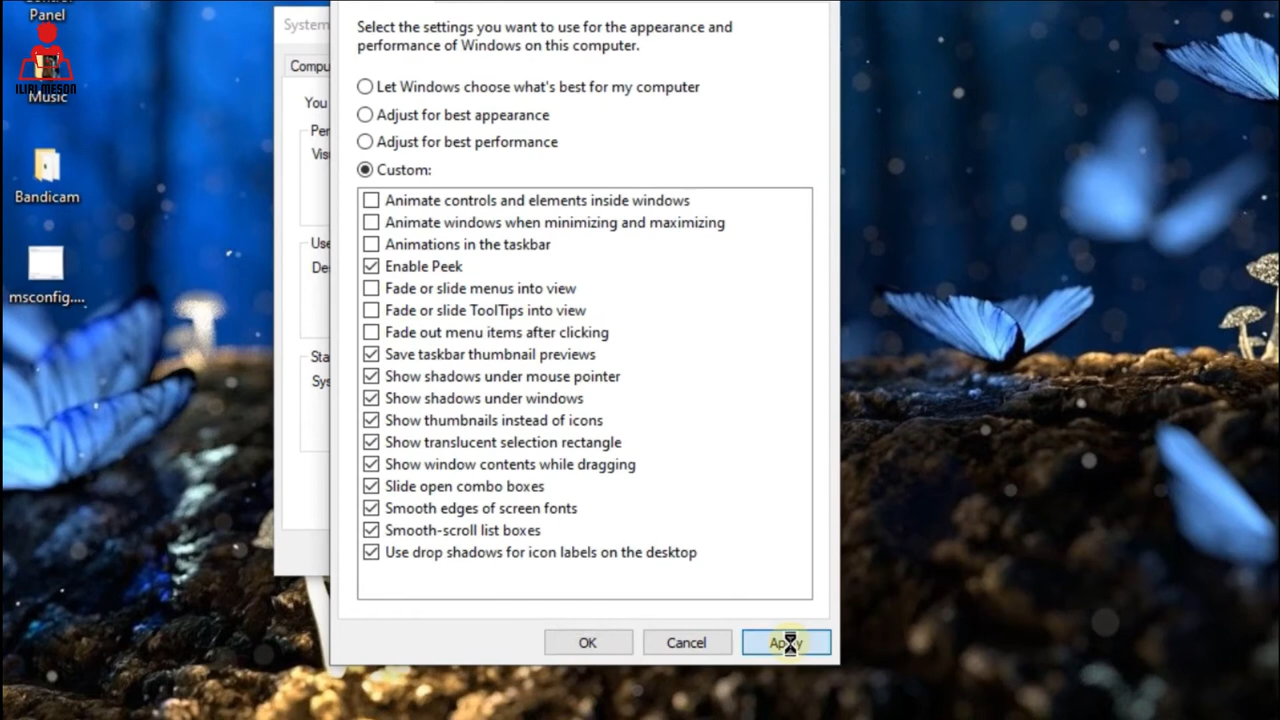 Panel
ILIRI MESON
Music
Bandicam
msconfig....
System
Compu
You
Per
Vis
Use
De
Sta
Sys
Select the settings you want to use for the appearance and
performance of Windows on this computer.
Let Windows choose what's best for my computer
Adjust for best appearance
Adjust for best performance
Custom:
Animate controls and elements inside windows
Animate windows when minimizing and maximizing
Animations in the taskbar
Enable Peek
Fade or slide menus into view
Fade or slide ToolTips into view
Fade out menu items after clicking
Save taskbar thumbnail previews
Show shadows under mouse pointer
Show shadows under windows
Show thumbnails instead of icons
Show translucent selection rectangle
Show window contents while dragging
Slide open combo boxes
Smooth edges of screen fonts
Smooth-scroll list boxes
Use drop shadows for icon labels on the desktop
OK
Cancel
Apply